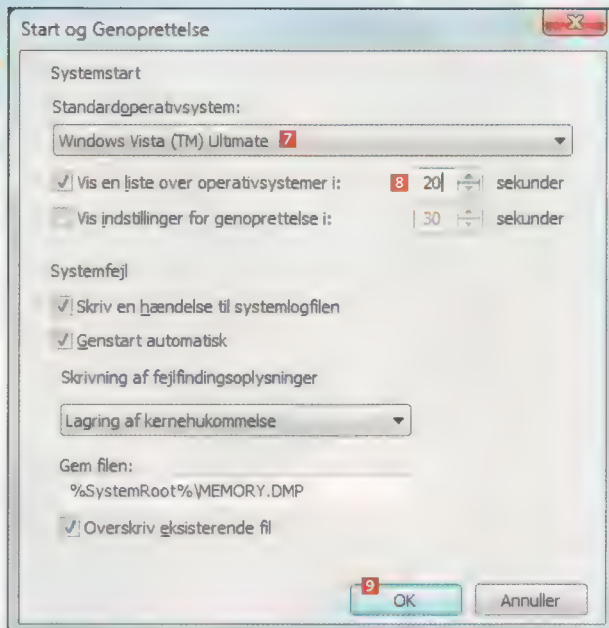 Start og Genoprettelse
Systemstart
Standardoperativsystem:
Windows Vista (TM) Ultimate 7
Vis en liste over operativsystemer i: 8 20 sekunder
Vis indstillinger for genoprettelse i: 30 sekunder
Systemfejl
Skriv en hændelse til systemlogfilen
Genstart automatisk
Skrivning af fejlfindingsoplysninger
Lagring af kernehukommelse
Gem filen:
%SystemRoot%\MEMORY.DMP
Overskriv eksisterende fil
9 OK Annuller